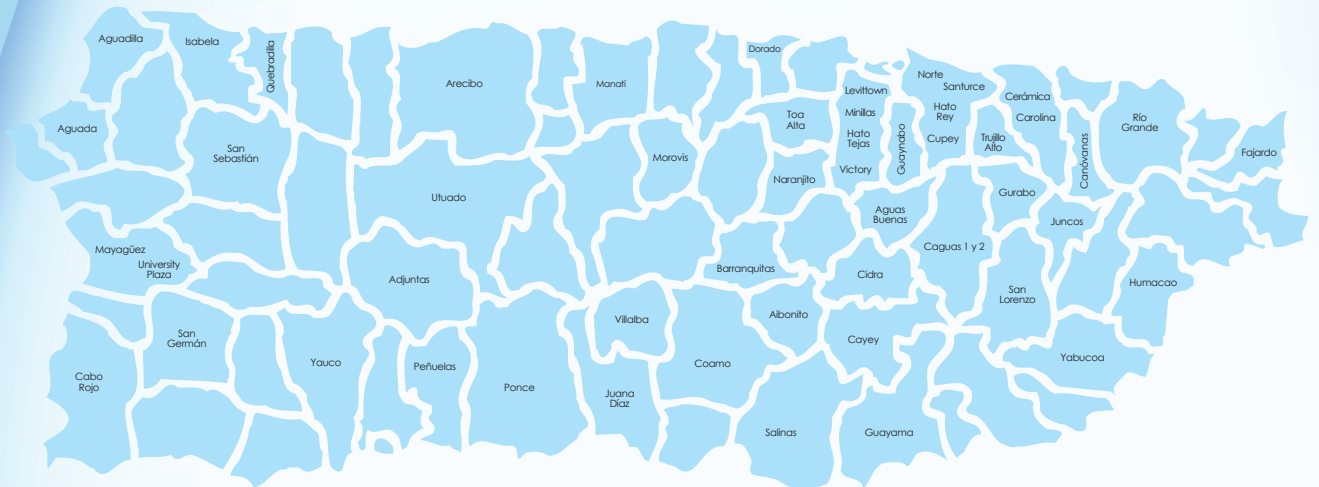 Aguadilla
Isabela
Quebradilla
Arecibo
Manatí
Dorado
Levittown
Norte
Santurce
Cerámica
Aguada
San
Sebastián
Morovis
Toa
Alta
Minillas
Hato
Tejas
Victory
Guaynabo
Hato
Rey
Cupey
Trujillo
Alto
Carolina
Canóvanas
Río
Grande
Fajardo
Utuado
Naranjito
Aguas
Buenas
Gurabo
Juncos
Mayagüez
University
Plaza
Adjuntas
Barranquitas
Cidra
Caguas 1 y 2
San
Lorenzo
Humacao
San
Germán
Villalba
Aibonito
Cayey
Yabucoa
Cabo
Rojo
Yauco
Peñuelas
Ponce
Juana
Díaz
Coamo
Salinas
Guayama